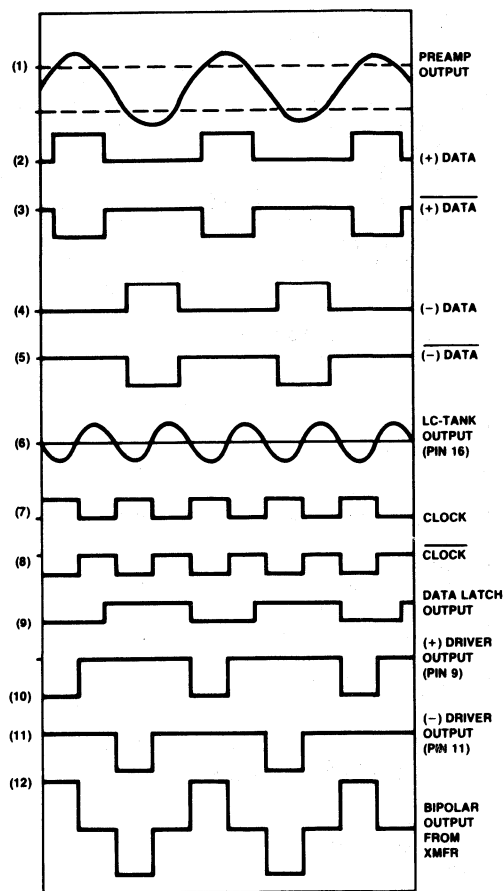 (1)
PREAMP
OUTPUT
(2)
(+) DATA
(3)
(+) DATA
(4)
(–) DATA
(5)
(–) DATA
(6)
LC-TANK
OUTPUT
(PIN 16)
(7)
CLOCK
(8)
CLOCK
DATA LATCH
OUTPUT
(9)
(+) DRIVER
OUTPUT
(PIN 9)
(10)
(–) DRIVER
OUTPUT
(PIN 11)
(11)
(12)
BIPOLAR
OUTPUT
FROM
XMFR